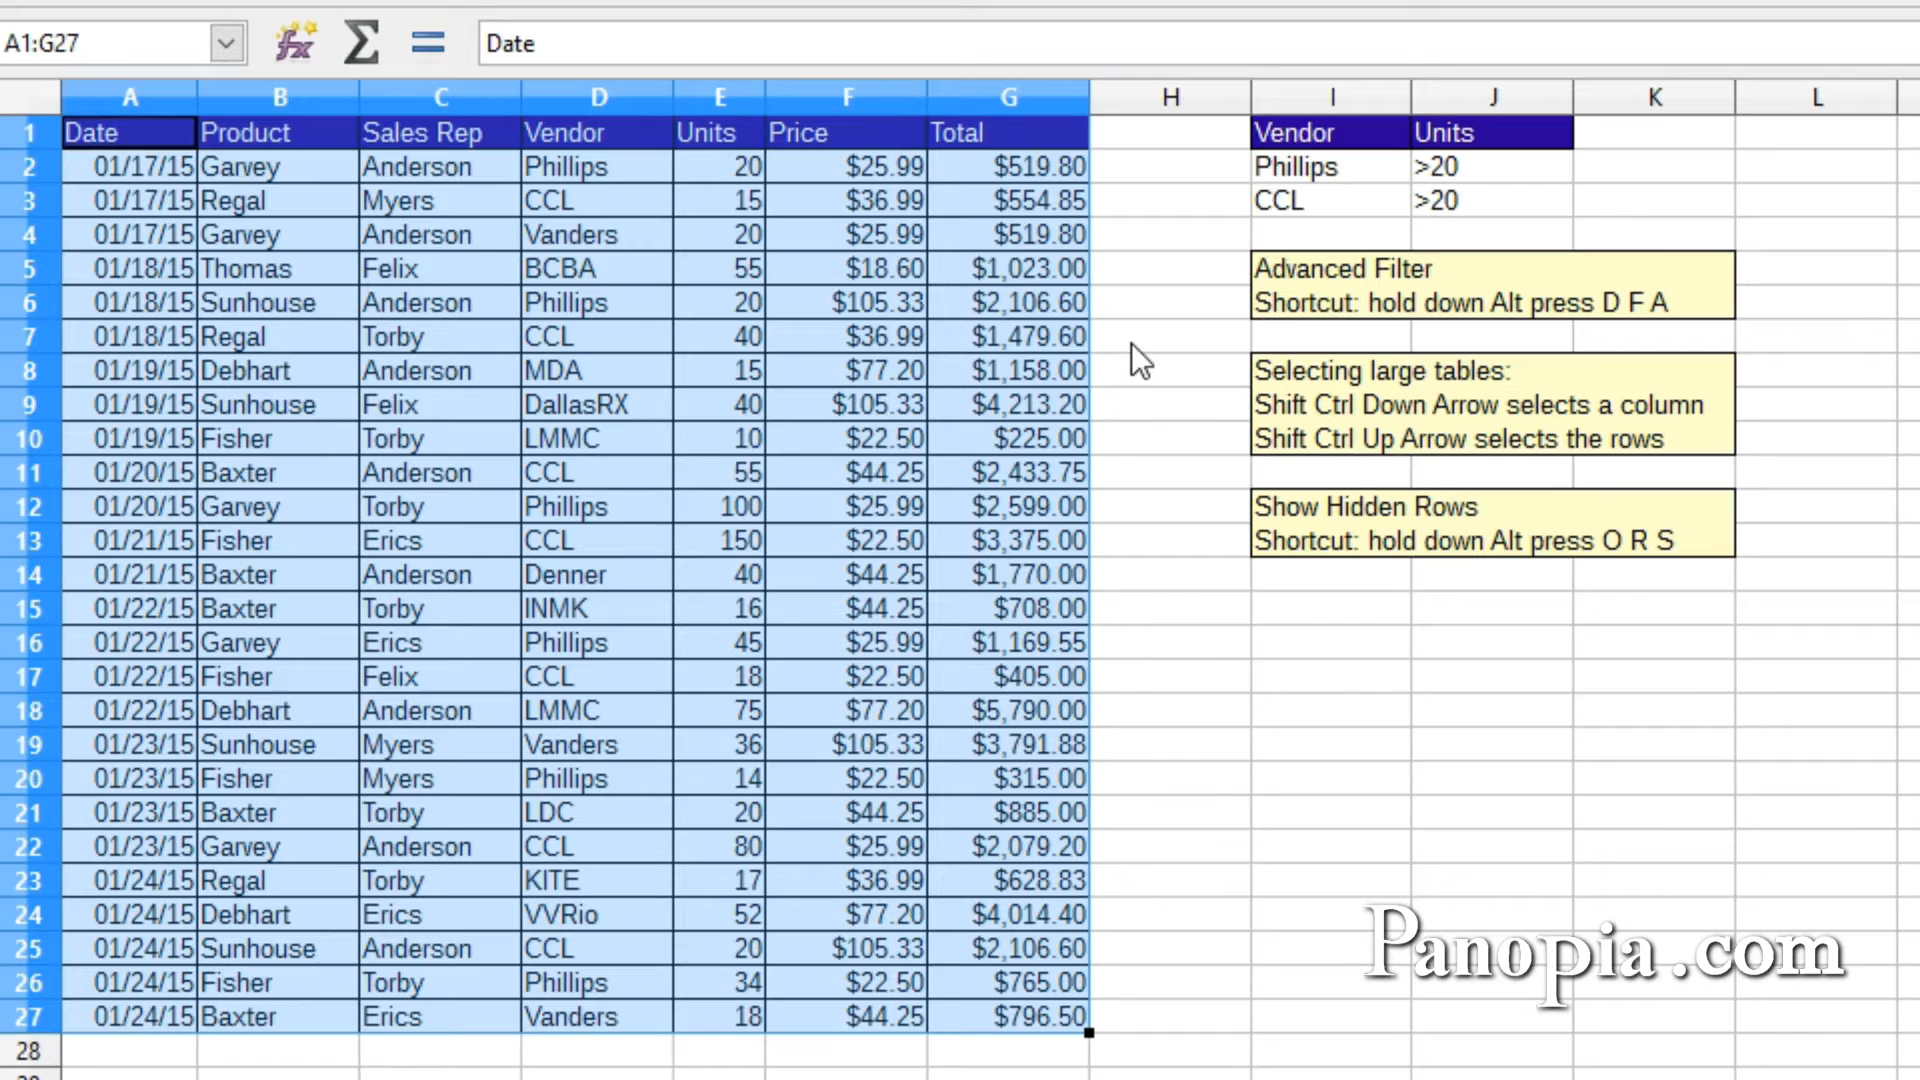 A1:G27 fx Σ = Date
A B C D E F G H I J K L
1 Date Product Sales Rep Vendor Units Price Total Vendor Units
2 01/17/15 Garvey Anderson Phillips 20 $25.99 $519.80 Phillips >20
3 01/17/15 Regal Myers CCL 15 $36.99 $554.85 CCL >20
4 01/17/15 Garvey Anderson Vanders 20 $25.99 $519.80
5 01/18/15 Thomas Felix BCBA 55 $18.60 $1,023.00 Advanced Filter
6 01/18/15 Sunhouse Anderson Phillips 20 $105.33 $2,106.60 Shortcut: hold down Alt press D F A
7 01/18/15 Regal Torby CCL 40 $36.99 $1,479.60
8 01/19/15 Debhart Anderson MDA 15 $77.20 $1,158.00 Selecting large tables:
9 01/19/15 Sunhouse Felix DallasRX 40 $105.33 $4,213.20 Shift Ctrl Down Arrow selects a column
10 01/19/15 Fisher Torby LMMC 10 $22.50 $225.00 Shift Ctrl Up Arrow selects the rows
11 01/20/15 Baxter Anderson CCL 55 $44.25 $2,433.75
12 01/20/15 Garvey Torby Phillips 100 $25.99 $2,599.00 Show Hidden Rows
13 01/21/15 Fisher Erics CCL 150 $22.50 $3,375.00 Shortcut: hold down Alt press O R S
14 01/21/15 Baxter Anderson Denner 40 $44.25 $1,770.00
15 01/22/15 Baxter Torby INMK 16 $44.25 $708.00
16 01/22/15 Garvey Erics Phillips 45 $25.99 $1,169.55
17 01/22/15 Fisher Felix CCL 18 $22.50 $405.00
18 01/22/15 Debhart Anderson LMMC 75 $77.20 $5,790.00
19 01/23/15 Sunhouse Myers Vanders 36 $105.33 $3,791.88
20 01/23/15 Fisher Myers Phillips 14 $22.50 $315.00
21 01/23/15 Baxter Torby LDC 20 $44.25 $885.00
22 01/23/15 Garvey Anderson CCL 80 $25.99 $2,079.20
23 01/24/15 Regal Torby KITE 17 $36.99 $628.83
24 01/24/15 Debhart Erics VVRio 52 $77.20 $4,014.40
25 01/24/15 Sunhouse Anderson CCL 20 $105.33 $2,106.60
26 01/24/15 Fisher Torby Phillips 34 $22.50 $765.00
27 01/24/15 Baxter Erics Vanders 18 $44.25 $796.50
28
Panopia.com